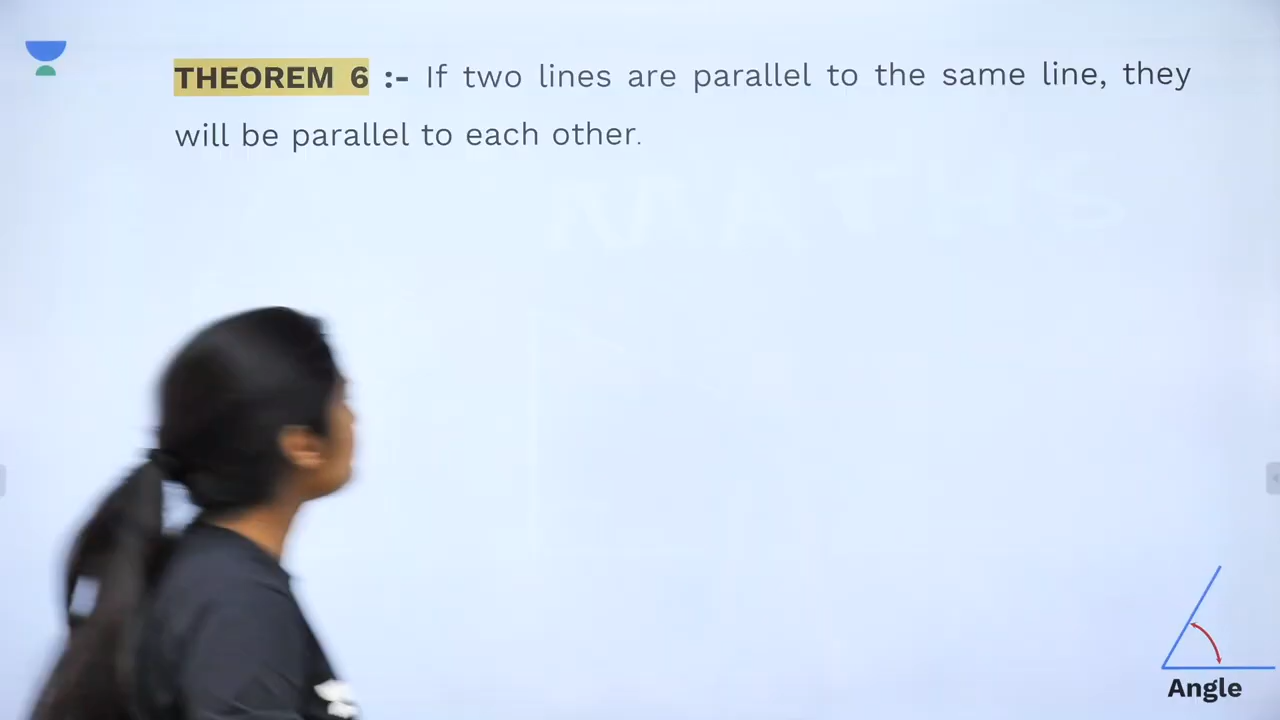 THEOREM 6 :- If two lines are parallel to the same line, they
will be parallel to each other.
MATHS
Angle